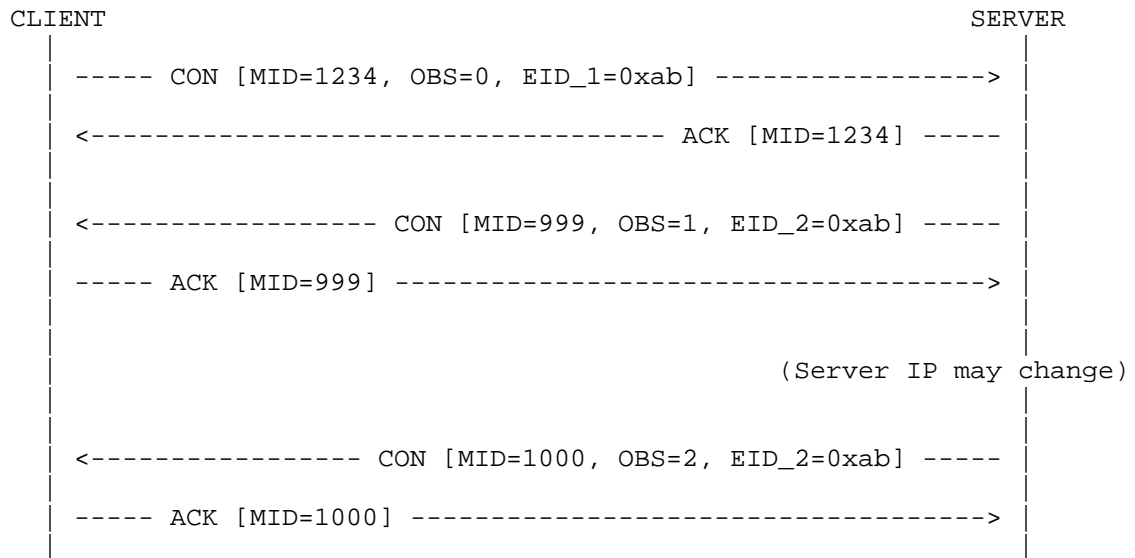 CLIENT SERVER
----- CON [MID=1234, OBS=0, EID_1=0xab] ----------------->
<------------------------------------ ACK [MID=1234] -----
<------------------ CON [MID=999, OBS=1, EID_2=0xab] -----
----- ACK [MID=999] ------------------------------------->
(Server IP may change)
<----------------- CON [MID=1000, OBS=2, EID_2=0xab] -----
----- ACK [MID=1000] ------------------------------------>